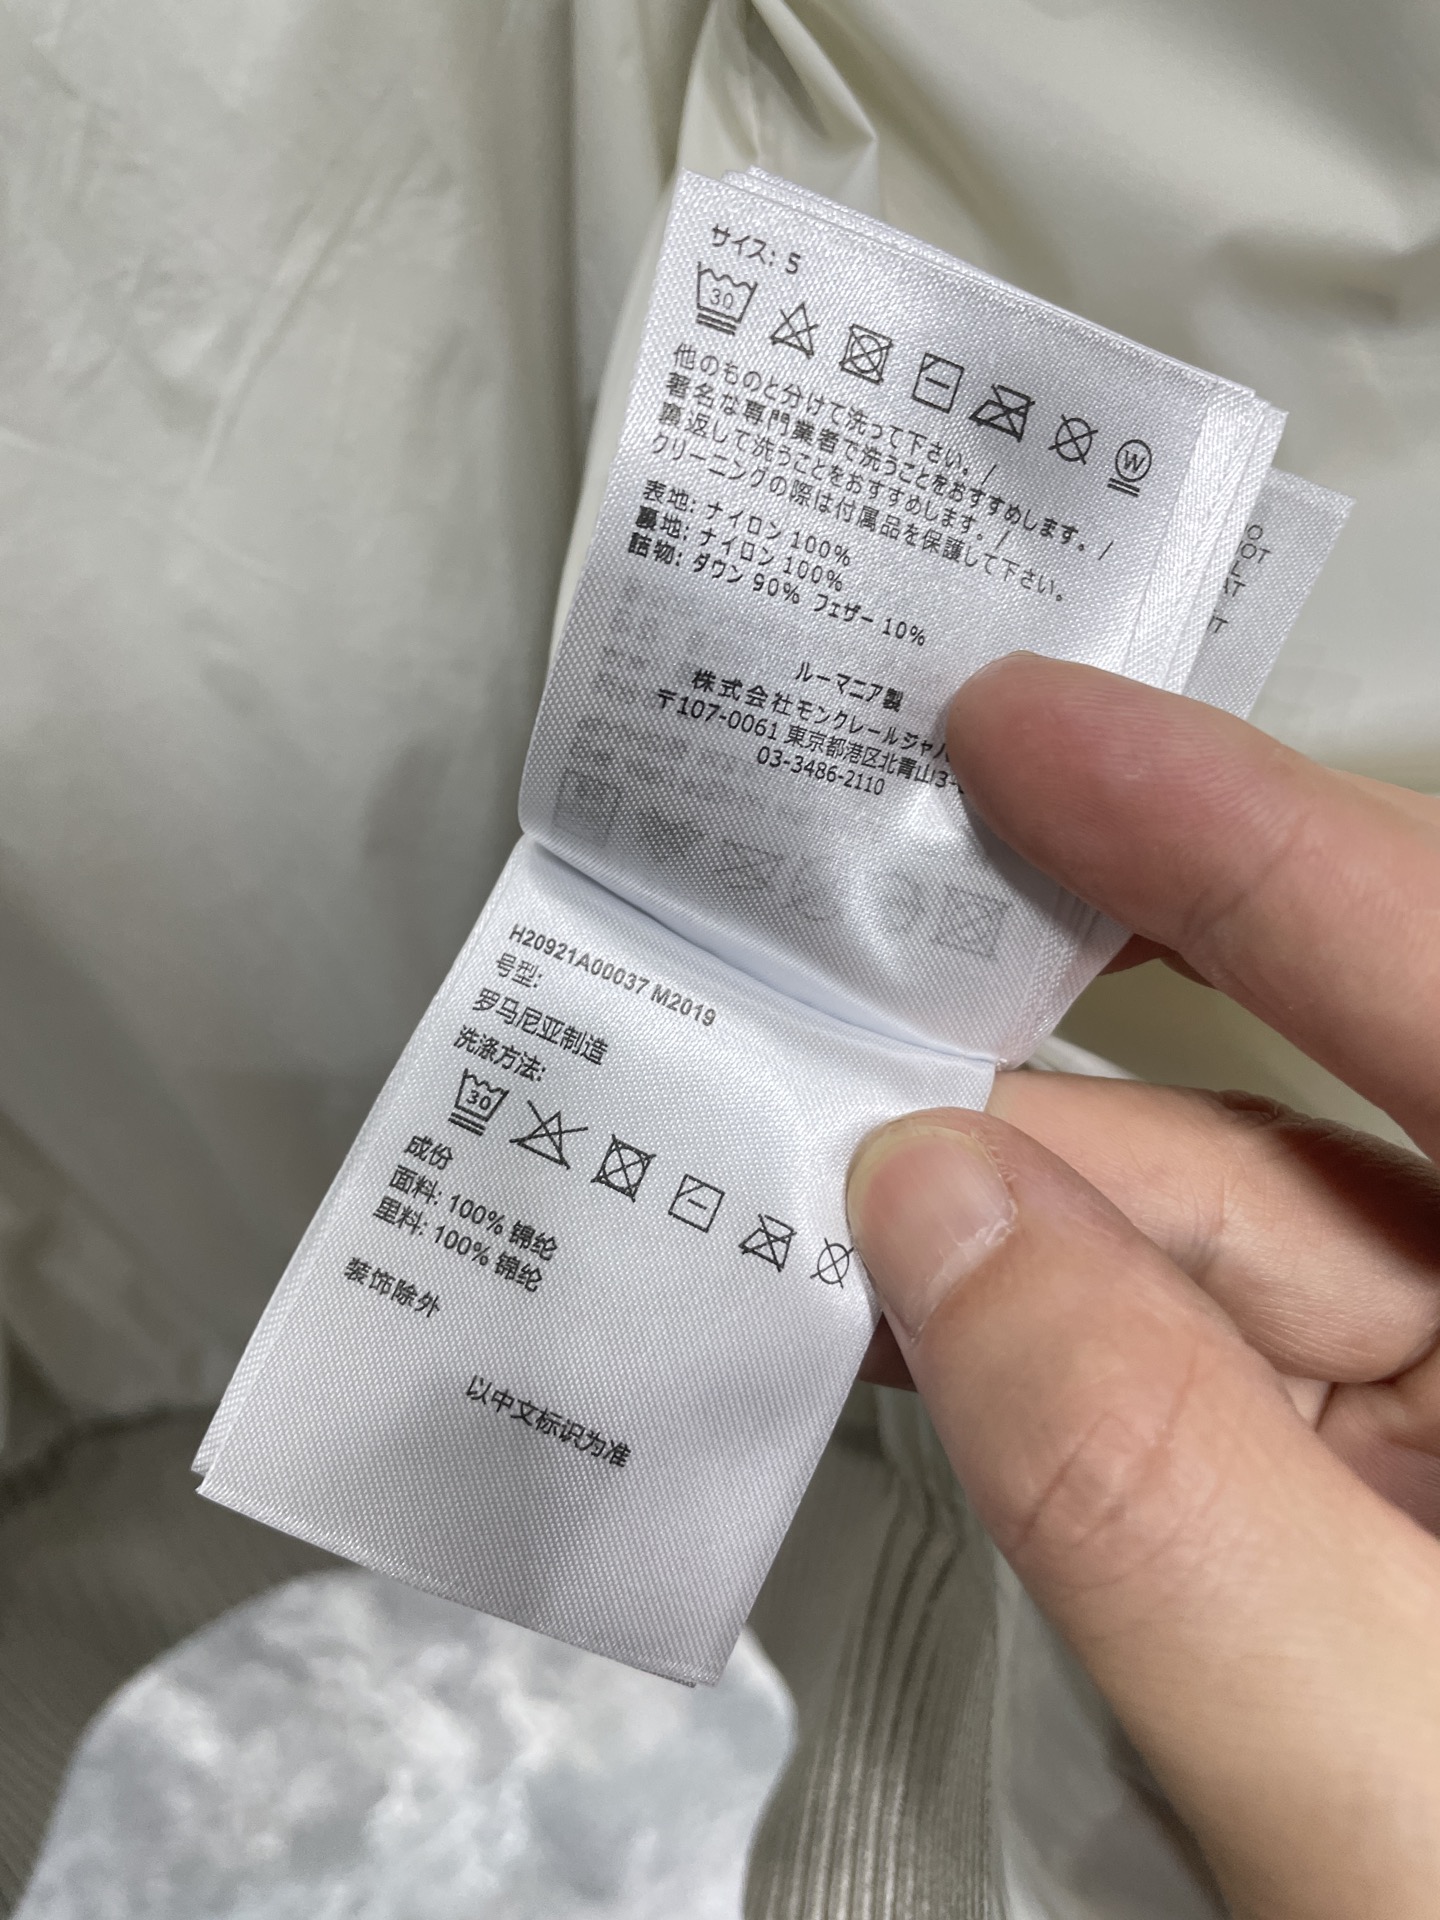 サイズ: 5
30
W
他のものと分けて洗って下さい。/
著名な専門業者で洗うことをおすすめします。/
裏返して洗うことをおすすめします。/
クリーニングの際は付属品を保護して下さい。
表地: ナイロン 100%
裏地: ナイロン 100%
詰物: ダウン 90% フェザー 10%
ルーマニア製
株式会社モンクレールジャパ
〒107-0061 東京都港区北青山3-
03-3486-2110
H20921A00037 M2019
号型:
罗马尼亚制造
洗涤方法:
30
成份
面料: 100% 锦纶
里料: 100% 锦纶
装饰除外
以中文标识为准